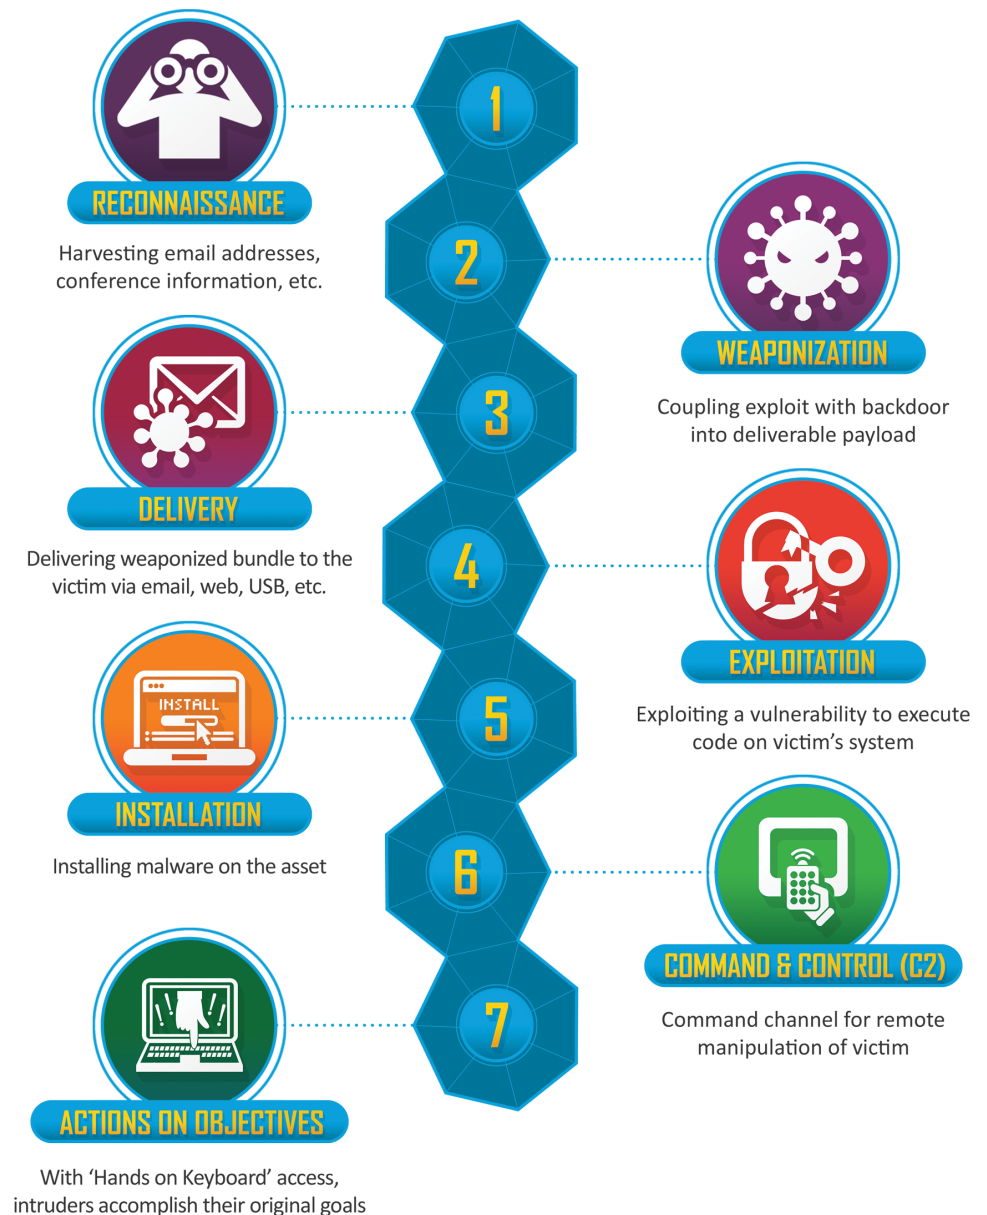 1
RECONNAISSANCE
Harvesting email addresses,
conference information, etc.
2
WEAPONIZATION
Coupling exploit with backdoor
into deliverable payload
3
DELIVERY
Delivering weaponized bundle to the
victim via email, web, USB, etc.
4
EXPLOITATION
Exploiting a vulnerability to execute
code on victim’s system
5
INSTALL
INSTALLATION
Installing malware on the asset
6
COMMAND & CONTROL (C2)
Command channel for remote
manipulation of victim
7
! ! ! !
ACTIONS ON OBJECTIVES
With ‘Hands on Keyboard’ access,
intruders accomplish their original goals